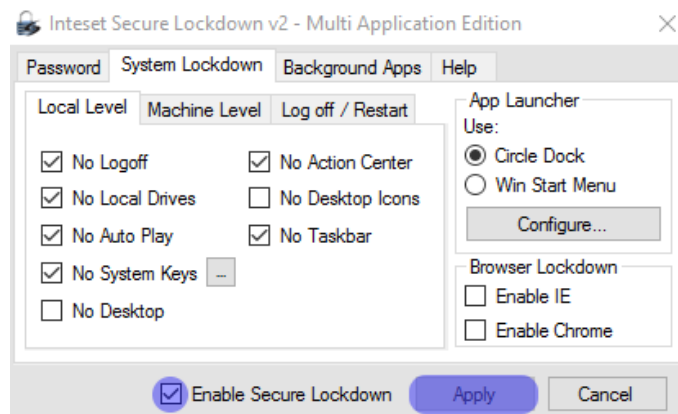 Inteset Secure Lockdown v2 - Multi Application Edition
Password System Lockdown Background Apps Help
Local Level Machine Level Log off / Restart
No Logoff
No Local Drives
No Auto Play
No System Keys ...
No Desktop
No Action Center
No Desktop Icons
No Taskbar
App Launcher
Use:
Circle Dock
Win Start Menu
Configure...
Browser Lockdown
Enable IE
Enable Chrome
Enable Secure Lockdown Apply Cancel